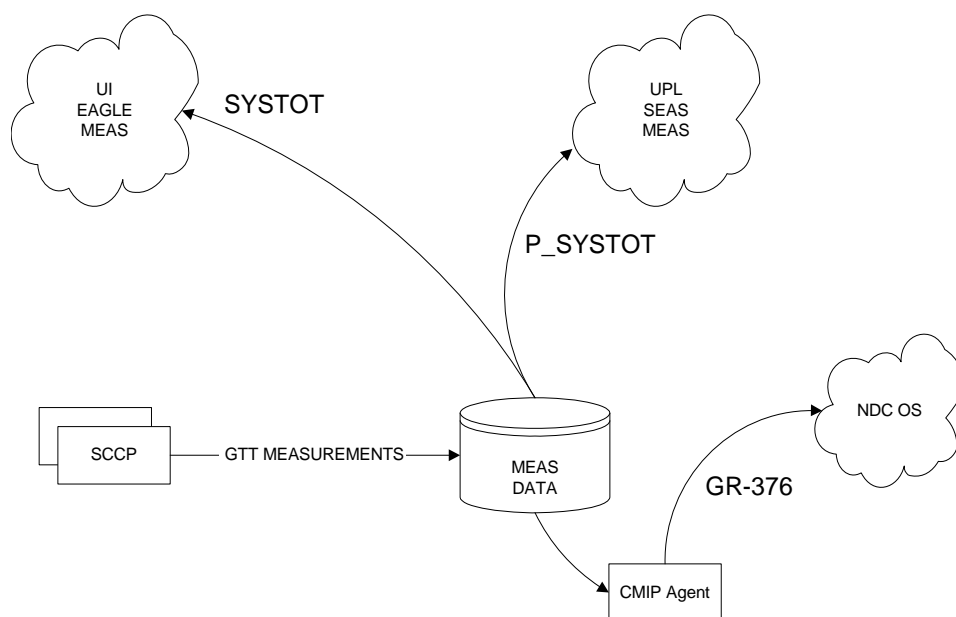 UI
EAGLE
MEAS
SYSTOT
UPL
SEAS
MEAS
P_SYSTOT
NDC OS
SCCP
GTT MEASUREMENTS
MEAS
DATA
GR-376
CMIP Agent